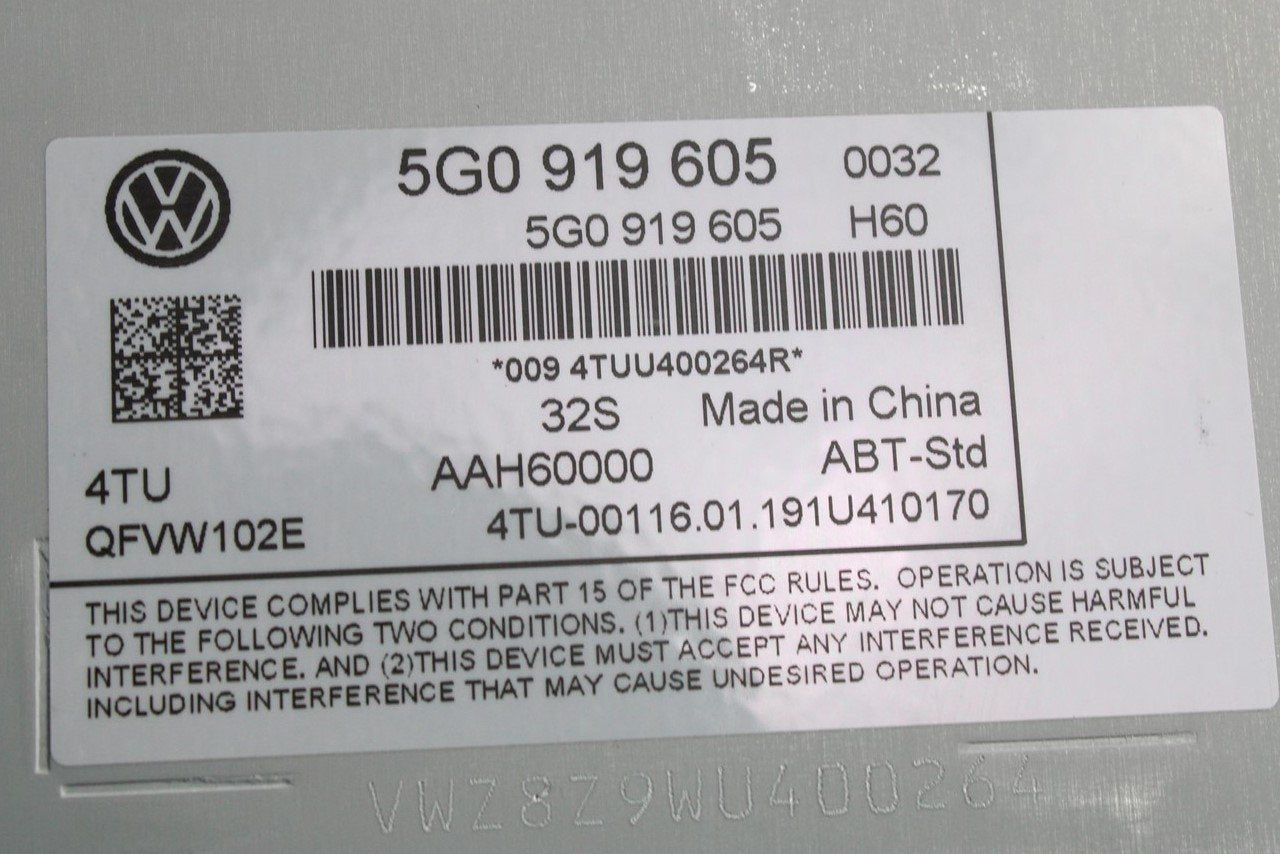 5G0 919 605 0032
5G0 919 605 H60
*009 4TUU400264R*
32S Made in China
4TU AAH60000 ABT-Std
QFVW102E 4TU-00116.01.191U410170
THIS DEVICE COMPLIES WITH PART 15 OF THE FCC RULES. OPERATION IS SUBJECT
TO THE FOLLOWING TWO CONDITIONS. (1)THIS DEVICE MAY NOT CAUSE HARMFUL
INTERFERENCE. AND (2)THIS DEVICE MUST ACCEPT ANY INTERFERENCE RECEIVED.
INCLUDING INTERFERENCE THAT MAY CAUSE UNDESIRED OPERATION.
VWZ8Z9WU400264